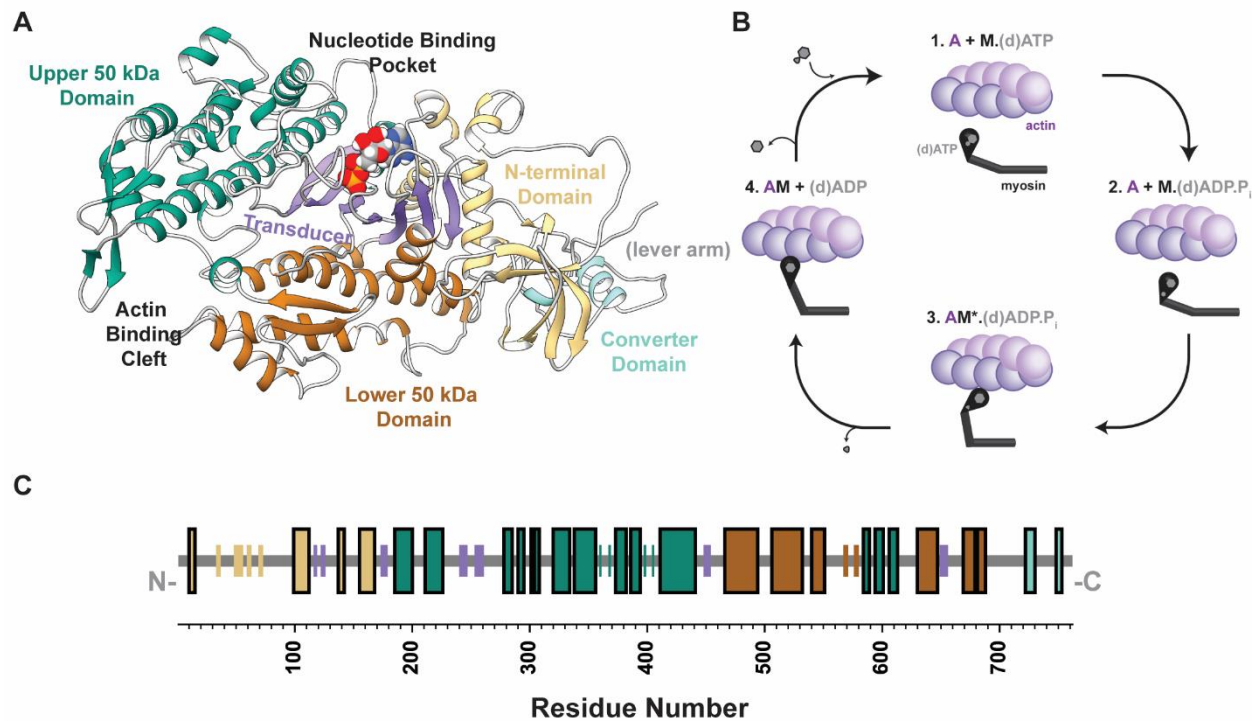 A
Nucleotide Binding
Pocket
Upper 50 kDa
Domain
N-terminal
Domain
Transducer
(lever arm)
Actin
Binding
Cleft
Converter
Domain
Lower 50 kDa
Domain
B
1. A + M.(d)ATP
actin
(d)ATP
myosin
4. AM + (d)ADP
2. A + M.(d)ADP.Pi
3. AM*.(d)ADP.Pi
C
N-
-C
100
200
300
400
500
600
700
Residue Number